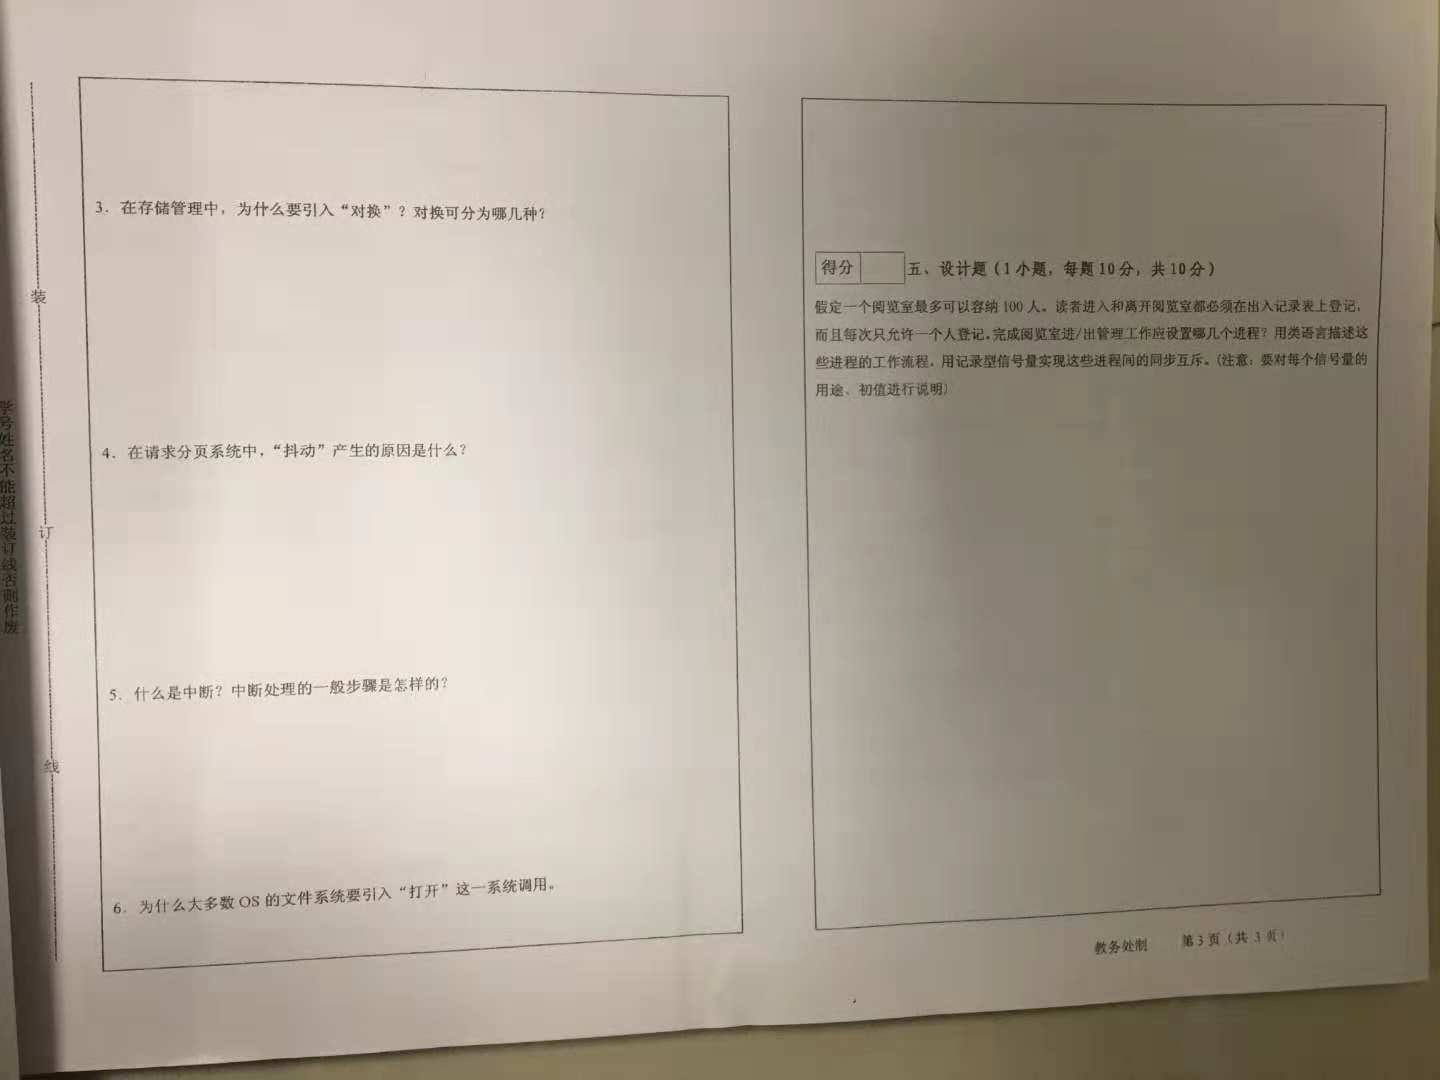 学号姓名不能超过装订线否则作废
装
订
线
3．在存储管理中，为什么要引入“对换”？对换可分为哪几种？
4．在请求分页系统中，“抖动”产生的原因是什么？
5．什么是中断？中断处理的一般步骤是怎样的？
6．为什么大多数 OS 的文件系统要引入“打开”这一系统调用。
得分
五、设计题（1 小题，每题 10 分，共 10 分）
假定一个阅览室最多可以容纳 100 人。读者进入和离开阅览室都必须在出入记录表上登记，
而且每次只允许一个人登记。完成阅览室进/出管理工作应设置哪几个进程？用类语言描述这
些进程的工作流程，用记录型信号量实现这些进程间的同步互斥。（注意：要对每个信号量的
用途、初值进行说明）
教务处制 第 3 页（共 3 页）